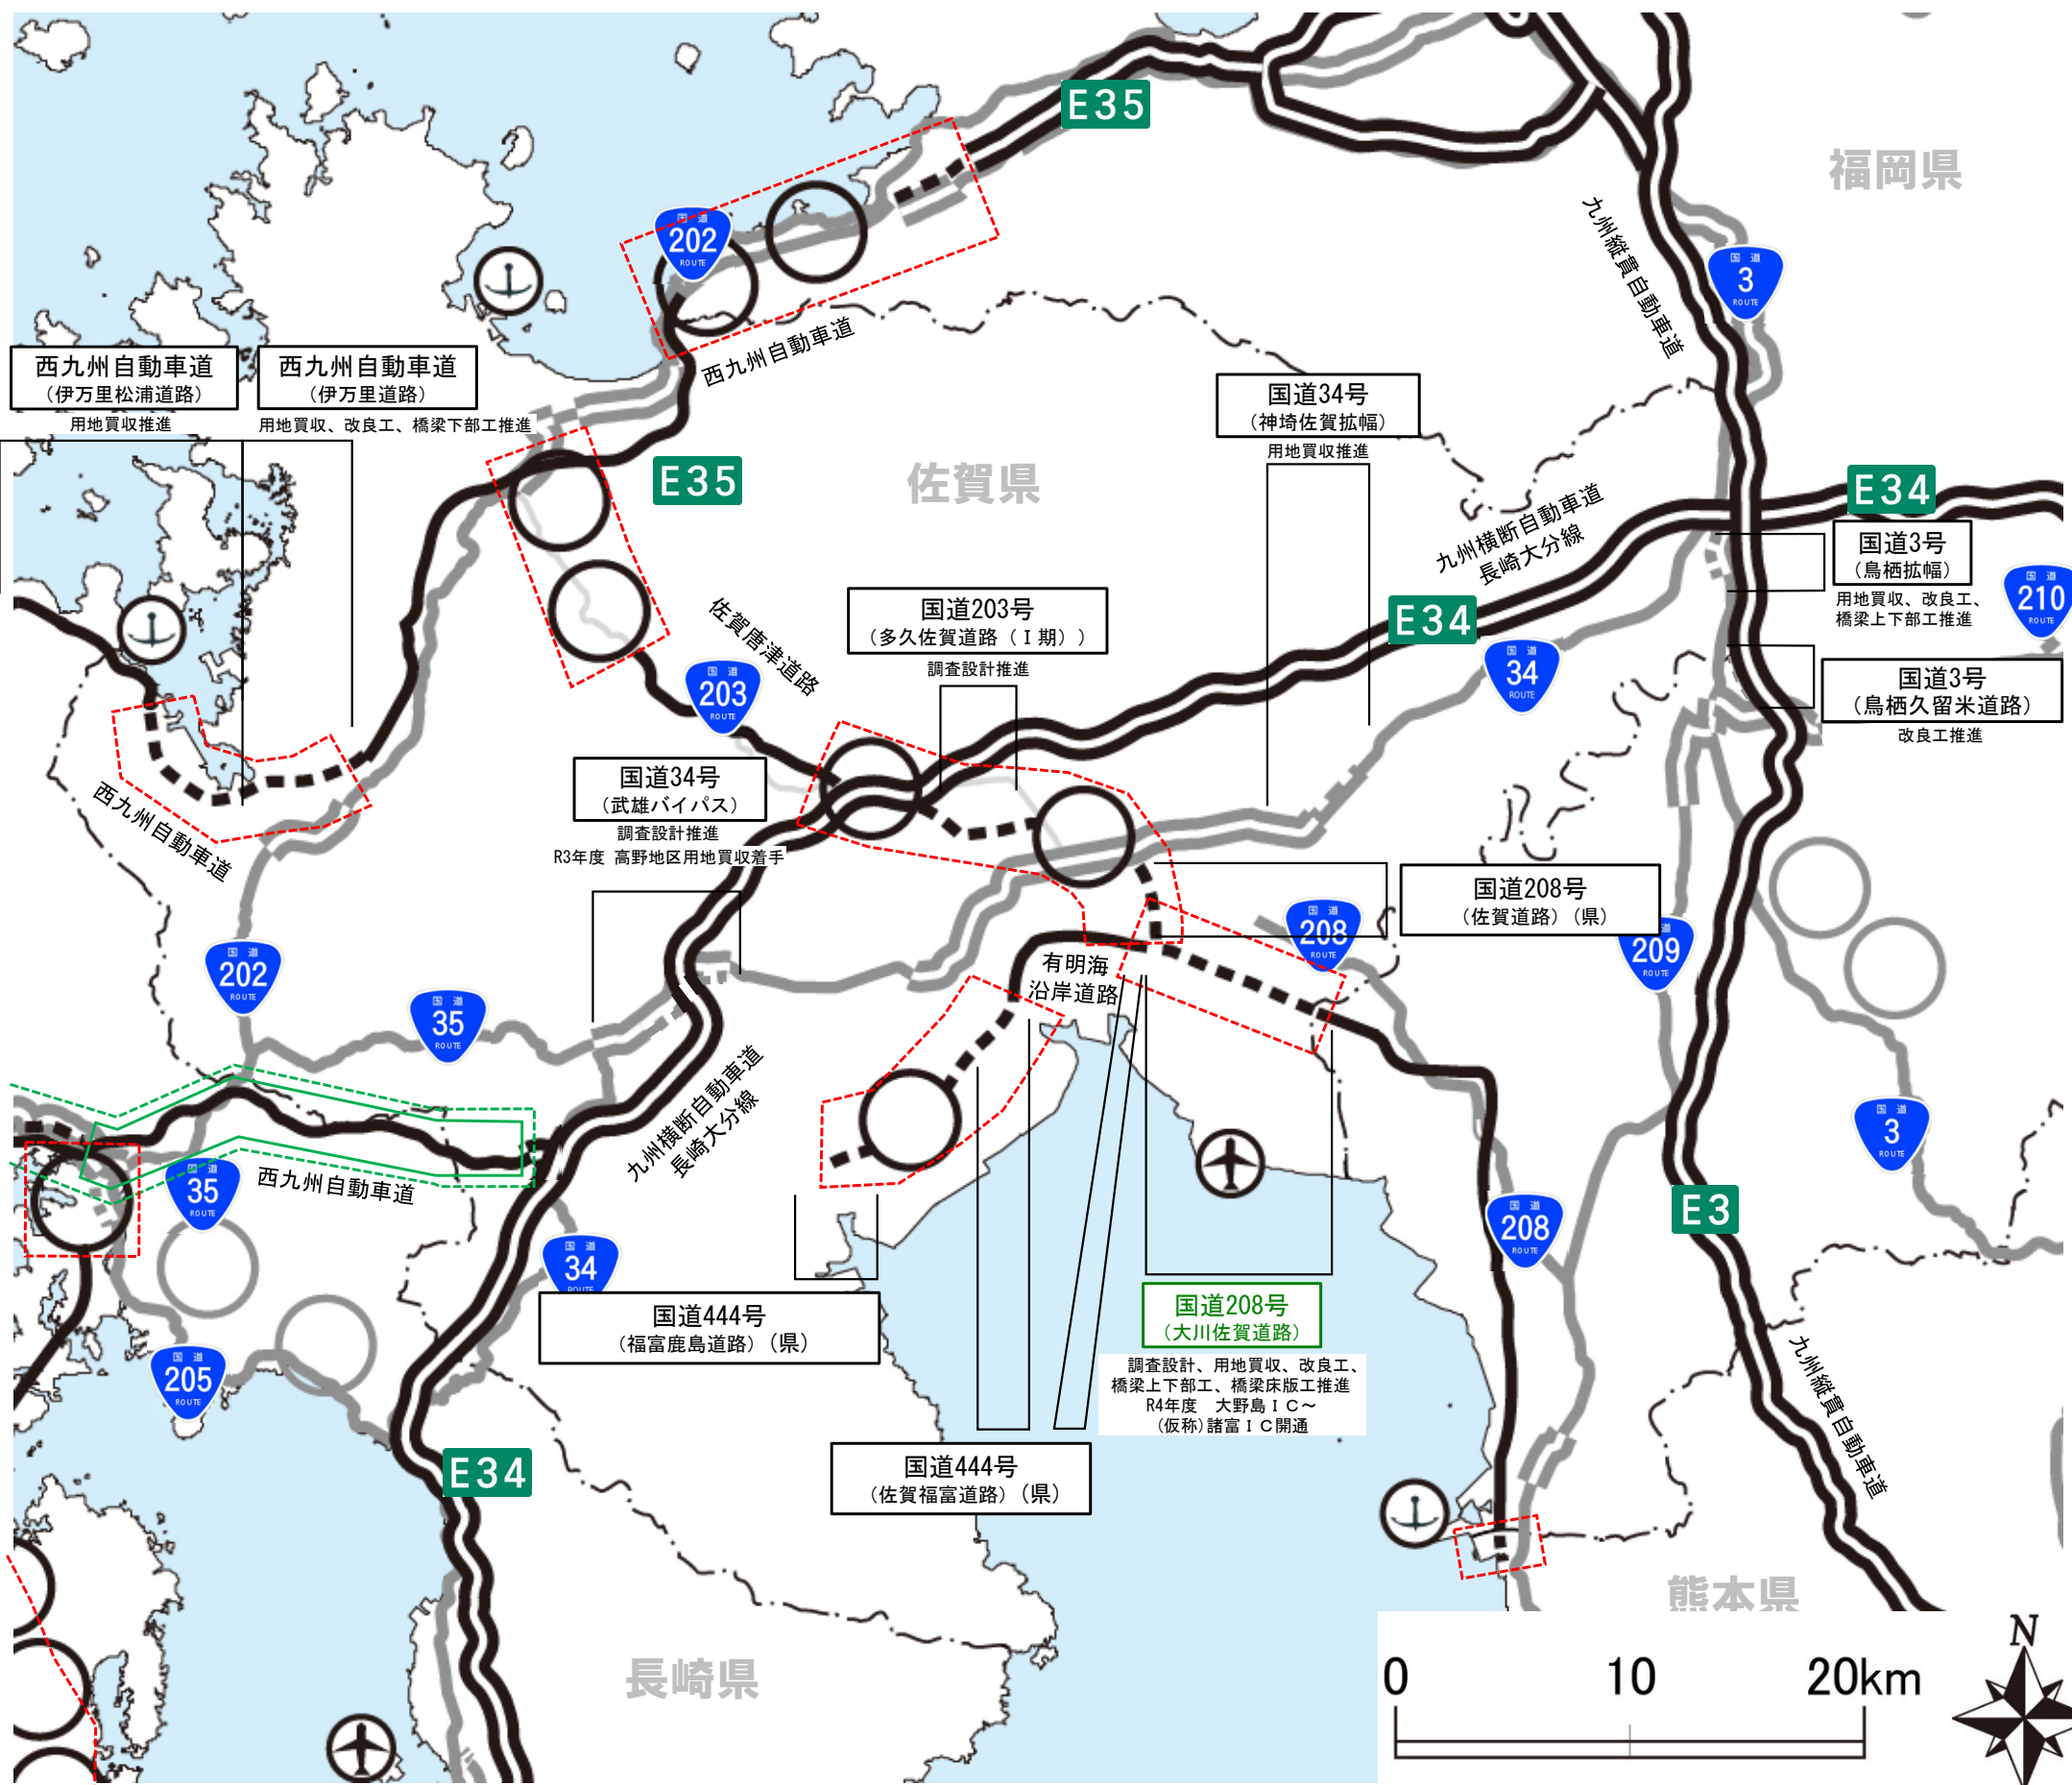 E35
福岡県
国道
202
ROUTE
九州縦貫自動車道
国道
3
ROUTE
西九州自動車道
西九州自動車道
（伊万里松浦道路）
用地買収推進
西九州自動車道
（伊万里道路）
用地買収、改良工、橋梁下部工推進
国道34号
（神埼佐賀拡幅）
用地買収推進
E35
佐賀県
E34
九州横断自動車道
長崎大分線
国道3号
（鳥栖拡幅）
用地買収、改良工、
橋梁上下部工推進
国道
210
ROUTE
佐賀唐津道路
国道203号
（多久佐賀道路（Ⅰ期））
調査設計推進
E34
国道
34
ROUTE
国道
203
ROUTE
国道3号
（鳥栖久留米道路）
改良工推進
西九州自動車道
国道34号
（武雄バイパス）
調査設計推進
R3年度 高野地区用地買収着手
国道208号
（佐賀道路）（県）
国道
208
ROUTE
国道
209
ROUTE
国道
202
ROUTE
有明海
沿岸道路
国道
35
ROUTE
九州横断自動車道
長崎大分線
国道
3
ROUTE
国道
35
ROUTE
西九州自動車道
E3
国道
208
ROUTE
国道
34
ROUTE
国道444号
（福富鹿島道路）（県）
国道208号
（大川佐賀道路）
調査設計、用地買収、改良工、
橋梁上下部工、橋梁床版工推進
R4年度 大野島ＩＣ～
(仮称)諸富ＩＣ開通
国道
205
ROUTE
九州縦貫自動車道
E34
国道444号
（佐賀福富道路）（県）
熊本県
長崎県
0 10 20km
N